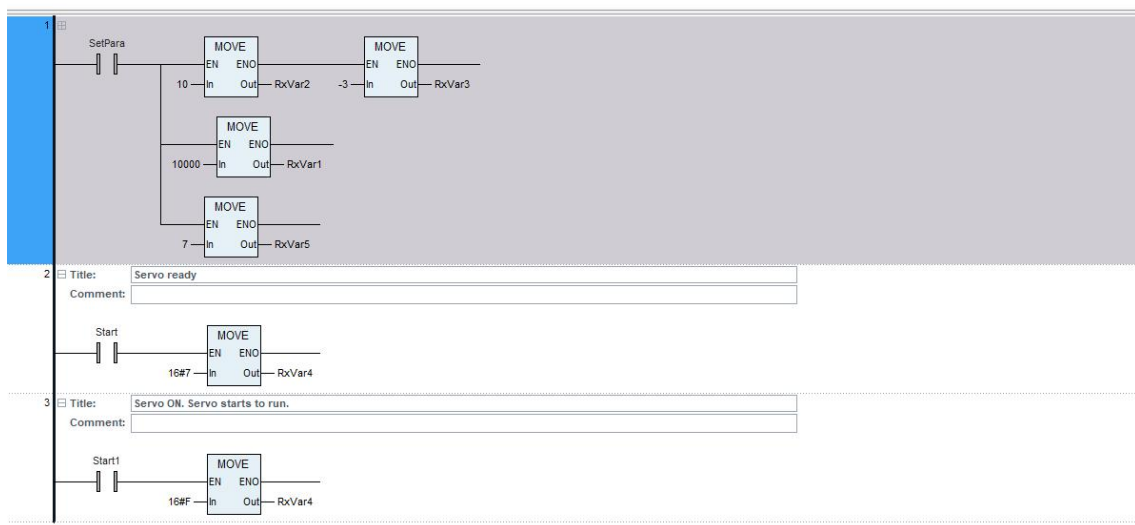 1
SetPara
MOVE MOVE
EN ENO EN ENO
10 In Out RxVar2 -3 In Out RxVar3
MOVE
EN ENO
10000 In Out RxVar1
MOVE
EN ENO
7 In Out RxVar5
2 Title: Servo ready
Comment:
Start
MOVE
EN ENO
16#7 In Out RxVar4
3 Title: Servo ON. Servo starts to run.
Comment:
Start1
MOVE
EN ENO
16#F In Out RxVar4